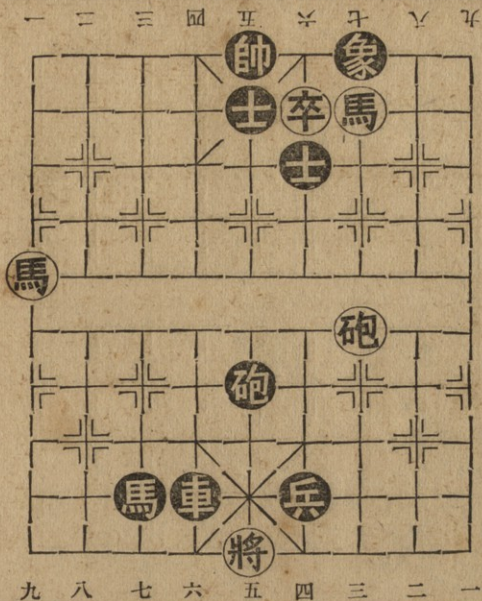 一 二 三 四 五 六 七 八 九
帥 象
士 卒 馬
士
馬
砲
砲
馬 車 兵
將
九 八 七 六 五 四 三 二 一